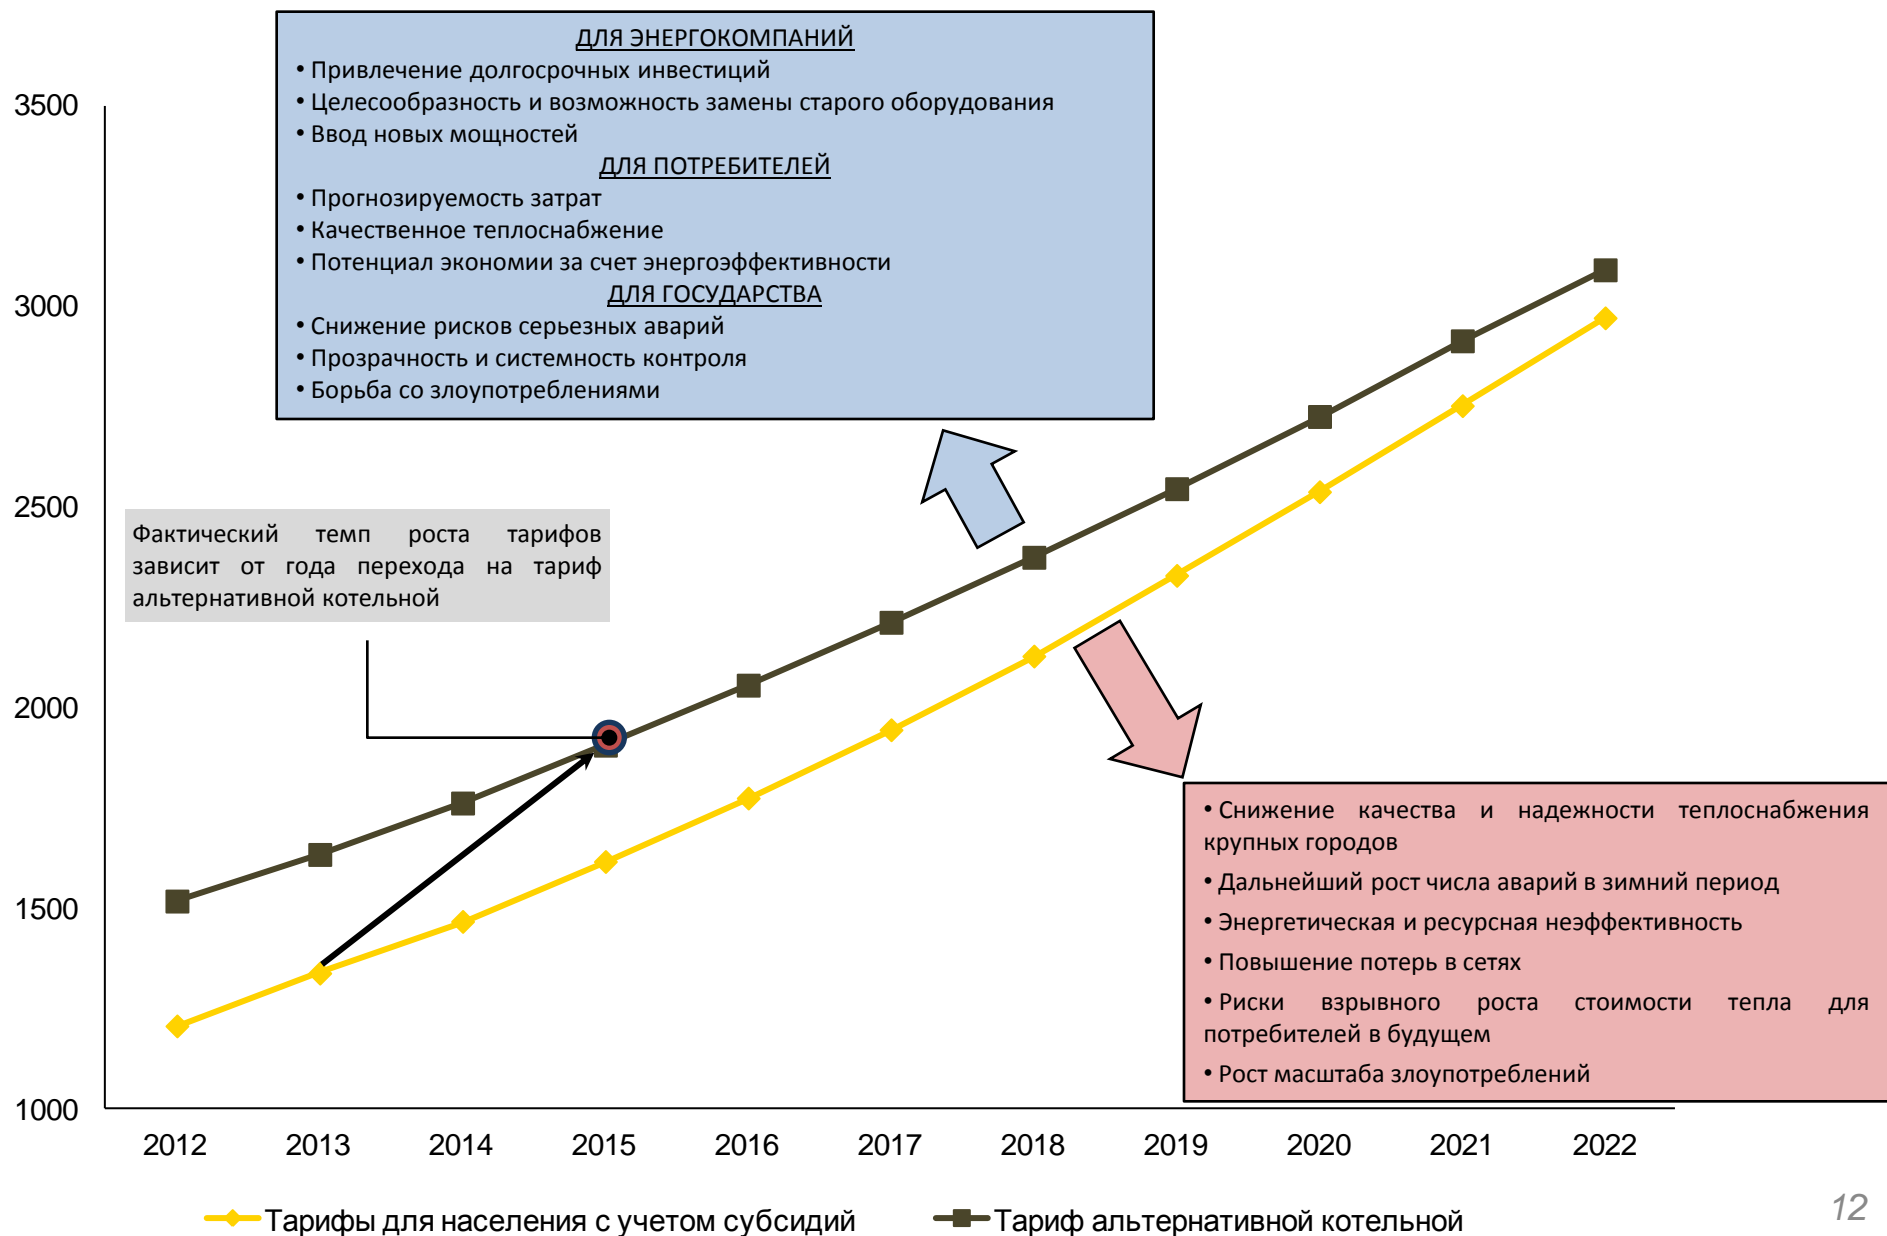 ДЛЯ ЭНЕРГОКОМПАНИЙ
• Привлечение долгосрочных инвестиций
• Целесообразность и возможность замены старого оборудования
• Ввод новых мощностей
ДЛЯ ПОТРЕБИТЕЛЕЙ
• Прогнозируемость затрат
• Качественное теплоснабжение
• Потенциал экономии за счет энергоэффективности
ДЛЯ ГОСУДАРСТВА
• Снижение рисков серьезных аварий
• Прозрачность и системность контроля
• Борьба со злоупотреблениями
3500
3000
2500
2000
1500
1000
Фактический темп роста тарифов
зависит от года перехода на тариф
альтернативной котельной
• Снижение качества и надежности теплоснабжения
крупных городов
• Дальнейший рост числа аварий в зимний период
• Энергетическая и ресурсная неэффективность
• Повышение потерь в сетях
• Риски взрывного роста стоимости тепла для
потребителей в будущем
• Рост масштаба злоупотреблений
2012 2013 2014 2015 2016 2017 2018 2019 2020 2021 2022
Тарифы для населения с учетом субсидий
Тариф альтернативной котельной
12